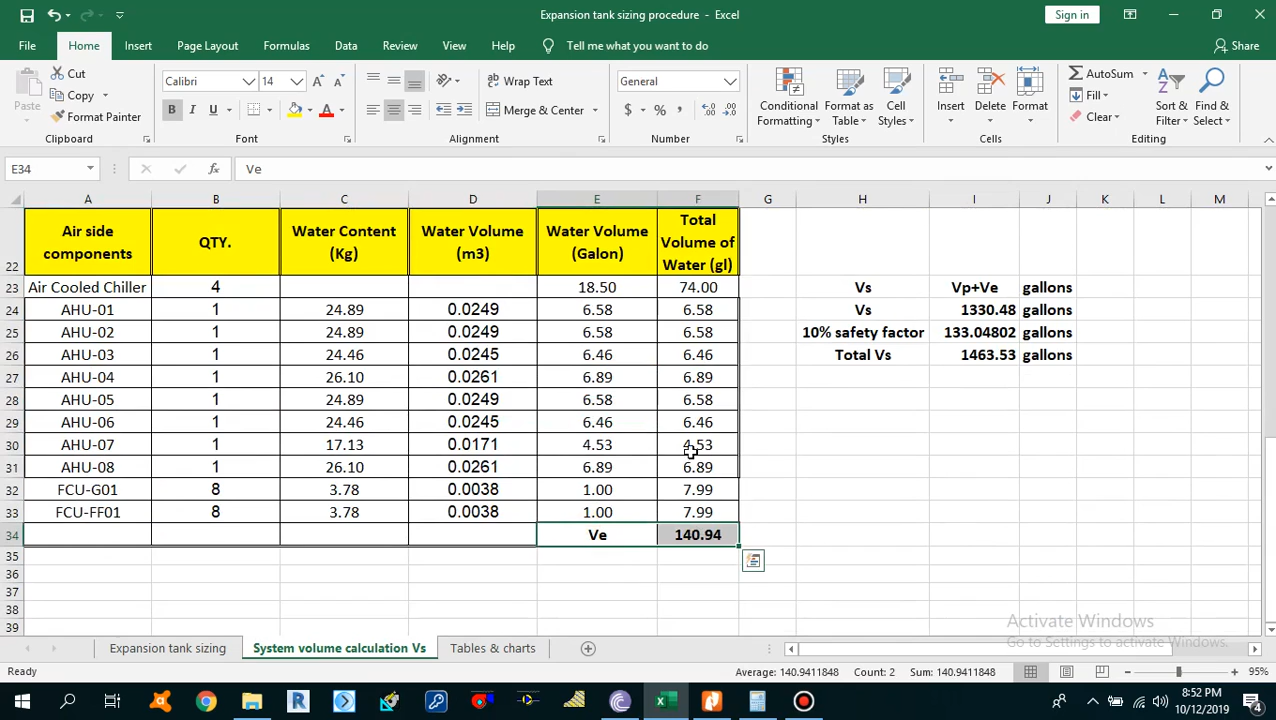 Expansion tank sizing procedure - Excel
Sign in
File Home Insert Page Layout Formulas Data Review View Help Tell me what you want to do Share
Paste Cut Copy Format Painter
Clipboard
Calibri 14
B I U
Font
Wrap Text
Merge & Center
Alignment
General
$ % ,
Number
Conditional Formatting
Format as Table
Cell Styles
Styles
Insert Delete Format
Cells
AutoSum
Fill
Clear
Sort & Filter
Find & Select
Editing
E34 fx Ve
A B C D E F G H I J K L M
22 Air side components QTY. Water Content (Kg) Water Volume (m3) Water Volume (Galon) Total Volume of Water (gl)
23 Air Cooled Chiller 4 18.50 74.00 Vs Vp+Ve gallons
24 AHU-01 1 24.89 0.0249 6.58 6.58 Vs 1330.48 gallons
25 AHU-02 1 24.89 0.0249 6.58 6.58 10% safety factor 133.04802 gallons
26 AHU-03 1 24.46 0.0245 6.46 6.46 Total Vs 1463.53 gallons
27 AHU-04 1 26.10 0.0261 6.89 6.89
28 AHU-05 1 24.89 0.0249 6.58 6.58
29 AHU-06 1 24.46 0.0245 6.46 6.46
30 AHU-07 1 17.13 0.0171 4.53 4.53
31 AHU-08 1 26.10 0.0261 6.89 6.89
32 FCU-G01 8 3.78 0.0038 1.00 7.99
33 FCU-FF01 8 3.78 0.0038 1.00 7.99
34 Ve 140.94
35
36
37
38
39
Activate Windows
Go to Settings to activate Windows.
Expansion tank sizing System volume calculation Vs Tables & charts
Ready Average: 140.9411848 Count: 2 Sum: 140.9411848 95%
8:52 PM
10/12/2019